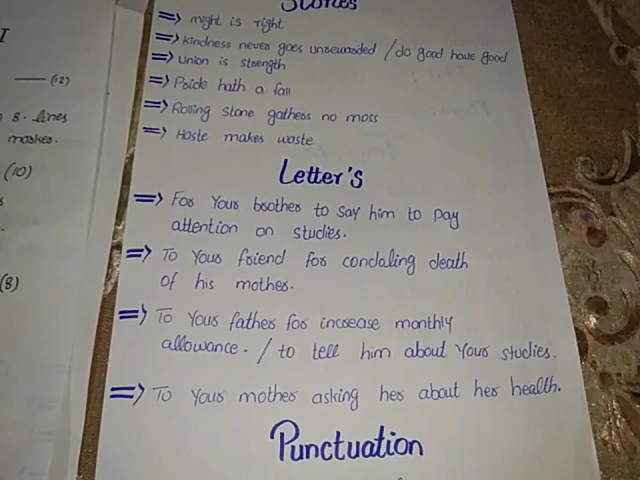 Stories
⇒ might is right
⇒ Kindness never goes unrewarded / do good have good
⇒ Union is strength
⇒ Pride hath a fall
⇒ Rolling stone gathers no moss
⇒ Haste makes waste
Letter's
⇒ For Your brother to say him to pay
attention on studies.
⇒ To Your friend for condoling death
of his mother.
⇒ To Your father for increase monthly
allowance. / to tell him about Your studies.
⇒ To Your mother asking her about her health.
Punctuation
I
(12)
8. lines
(10)
(8)